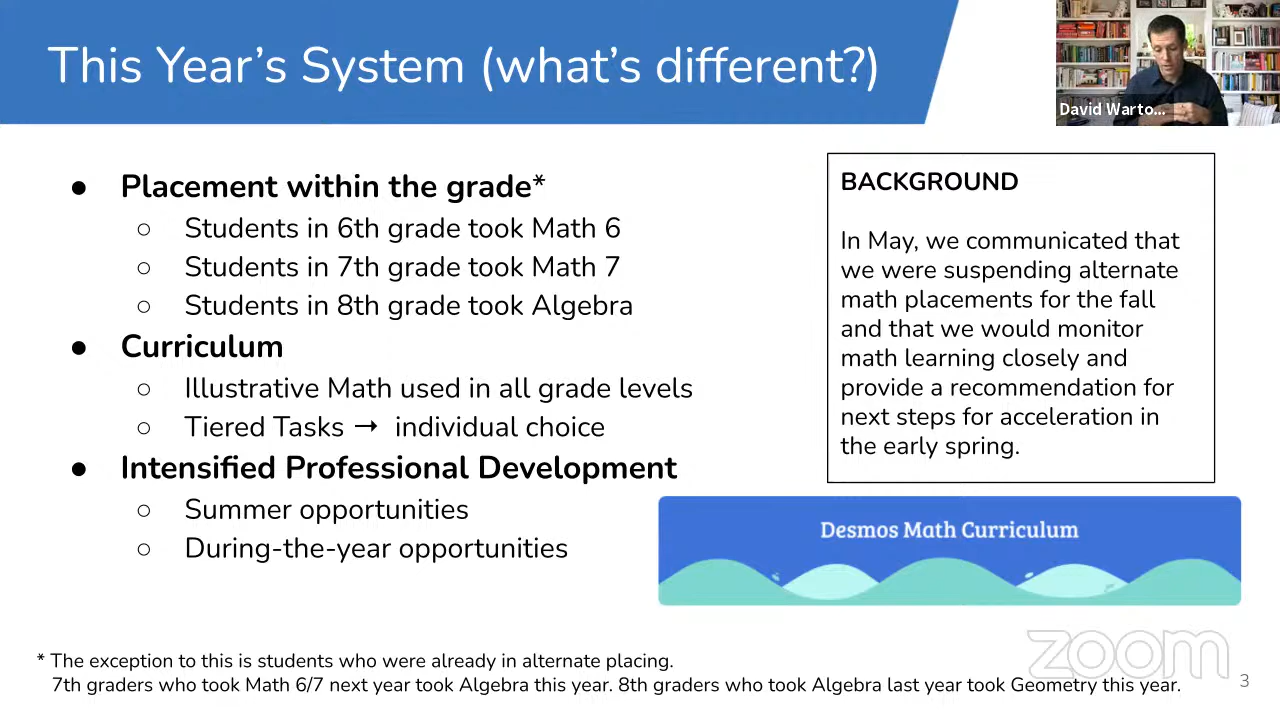 This Year's System (what's different?)
David Warto...
● Placement within the grade*
○ Students in 6th grade took Math 6
○ Students in 7th grade took Math 7
○ Students in 8th grade took Algebra
● Curriculum
○ Illustrative Math used in all grade levels
○ Tiered Tasks → individual choice
● Intensified Professional Development
○ Summer opportunities
○ During-the-year opportunities
BACKGROUND
In May, we communicated that
we were suspending alternate
math placements for the fall
and that we would monitor
math learning closely and
provide a recommendation for
next steps for acceleration in
the early spring.
Desmos Math Curriculum
* The exception to this is students who were already in alternate placing.
7th graders who took Math 6/7 next year took Algebra this year. 8th graders who took Algebra last year took Geometry this year.
zoom
3